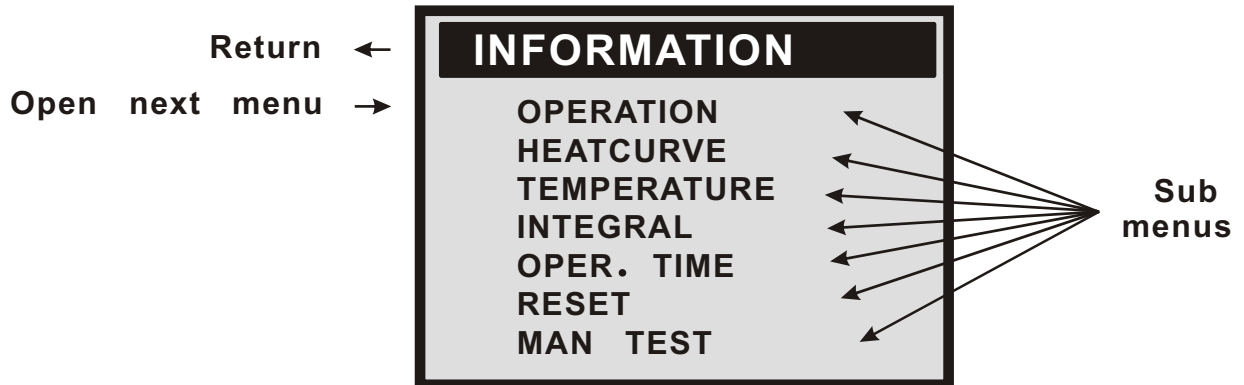 Return
INFORMATION
Open next menu
OPERATION
HEATCURVE
TEMPERATURE
INTEGRAL
OPER. TIME
RESET
MAN TEST
Sub
menus